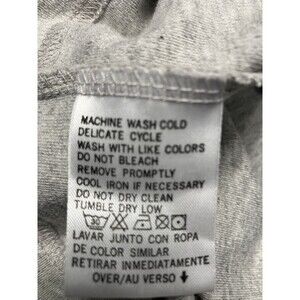 MACHINE WASH COLD
DELICATE CYCLE
WASH WITH LIKE COLORS
DO NOT BLEACH
REMOVE PROMPTLY
COOL IRON IF NECESSARY
DO NOT DRY CLEAN
TUMBLE DRY LOW
30
LAVAR JUNTO CON ROPA
DE COLOR SIMILAR
RETIRAR INMEDIATAMENTE
OVER/AU VERSO